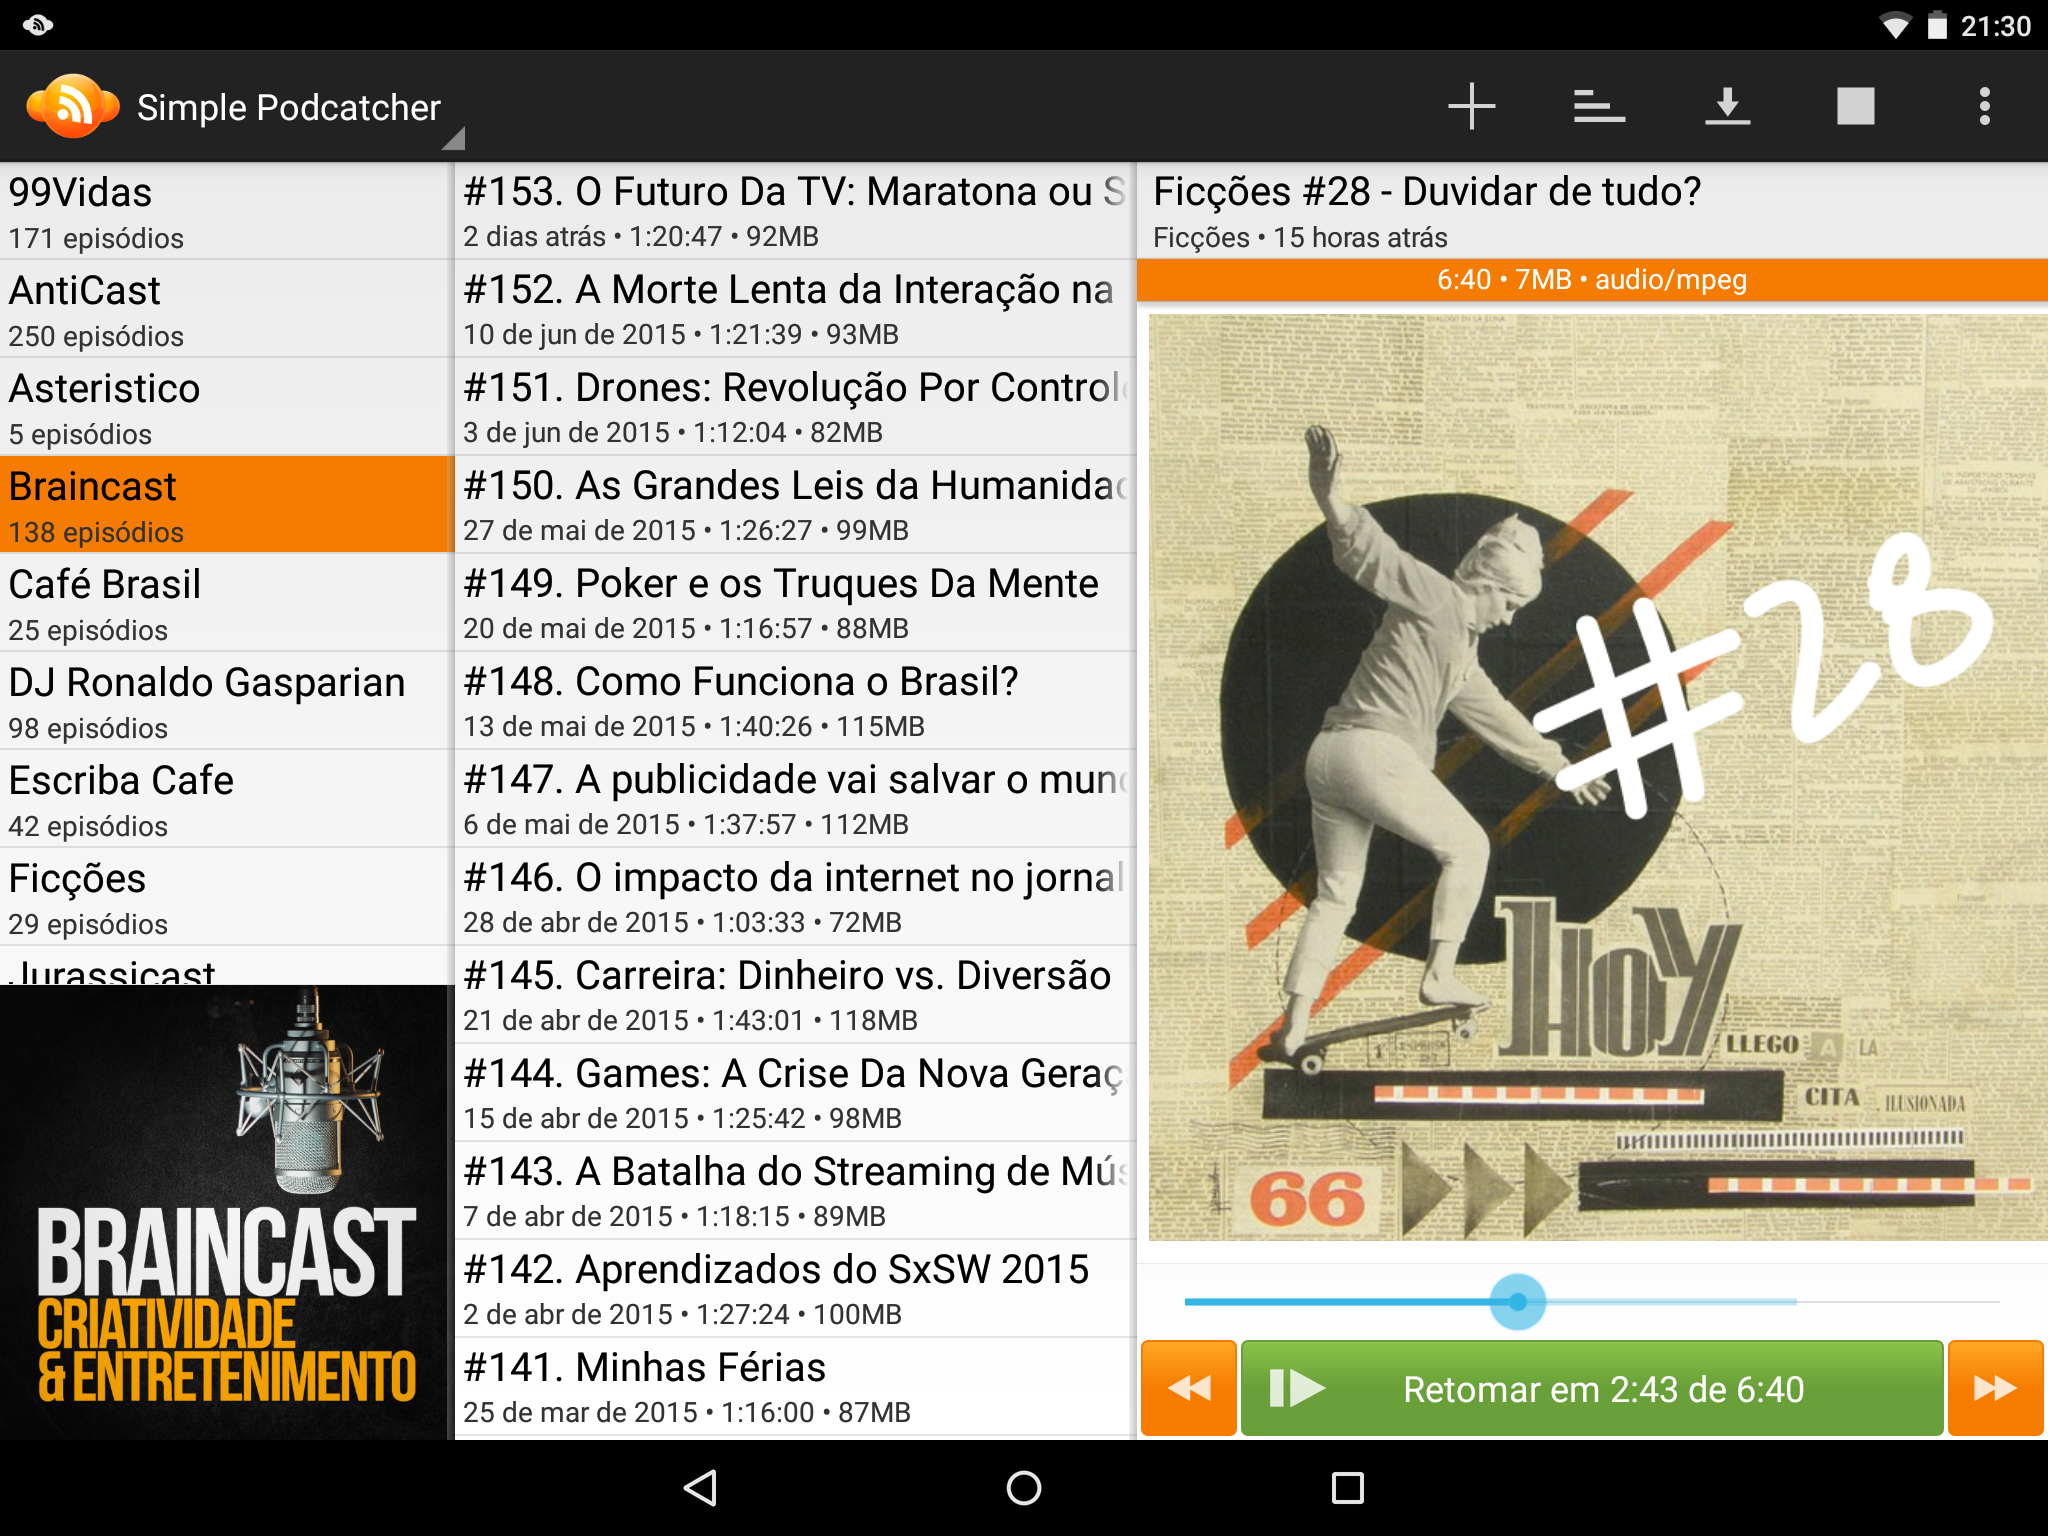 21:30
Simple Podcatcher
99Vidas
171 episódios
AntiCast
250 episódios
Asteristico
5 episódios
Braincast
138 episódios
Café Brasil
25 episódios
DJ Ronaldo Gasparian
98 episódios
Escriba Cafe
42 episódios
Ficções
29 episódios
Jurassicast
BRAINCAST
CRIATIVIDADE
& ENTRETENIMENTO
#153. O Futuro Da TV: Maratona ou S
2 dias atrás • 1:20:47 • 92MB
#152. A Morte Lenta da Interação na
10 de jun de 2015 • 1:21:39 • 93MB
#151. Drones: Revolução Por Control
3 de jun de 2015 • 1:12:04 • 82MB
#150. As Grandes Leis da Humanidad
27 de mai de 2015 • 1:26:27 • 99MB
#149. Poker e os Truques Da Mente
20 de mai de 2015 • 1:16:57 • 88MB
#148. Como Funciona o Brasil?
13 de mai de 2015 • 1:40:26 • 115MB
#147. A publicidade vai salvar o mund
6 de mai de 2015 • 1:37:57 • 112MB
#146. O impacto da internet no jornal
28 de abr de 2015 • 1:03:33 • 72MB
#145. Carreira: Dinheiro vs. Diversão
21 de abr de 2015 • 1:43:01 • 118MB
#144. Games: A Crise Da Nova Geraç
15 de abr de 2015 • 1:25:42 • 98MB
#143. A Batalha do Streaming de Mús
7 de abr de 2015 • 1:18:15 • 89MB
#142. Aprendizados do SxSW 2015
2 de abr de 2015 • 1:27:24 • 100MB
#141. Minhas Férias
25 de mar de 2015 • 1:16:00 • 87MB
Ficções #28 - Duvidar de tudo?
Ficções • 15 horas atrás
6:40 • 7MB • audio/mpeg
#28
HOY
LLEGO A LA
CITA ILUSIONADA
66
Retomar em 2:43 de 6:40